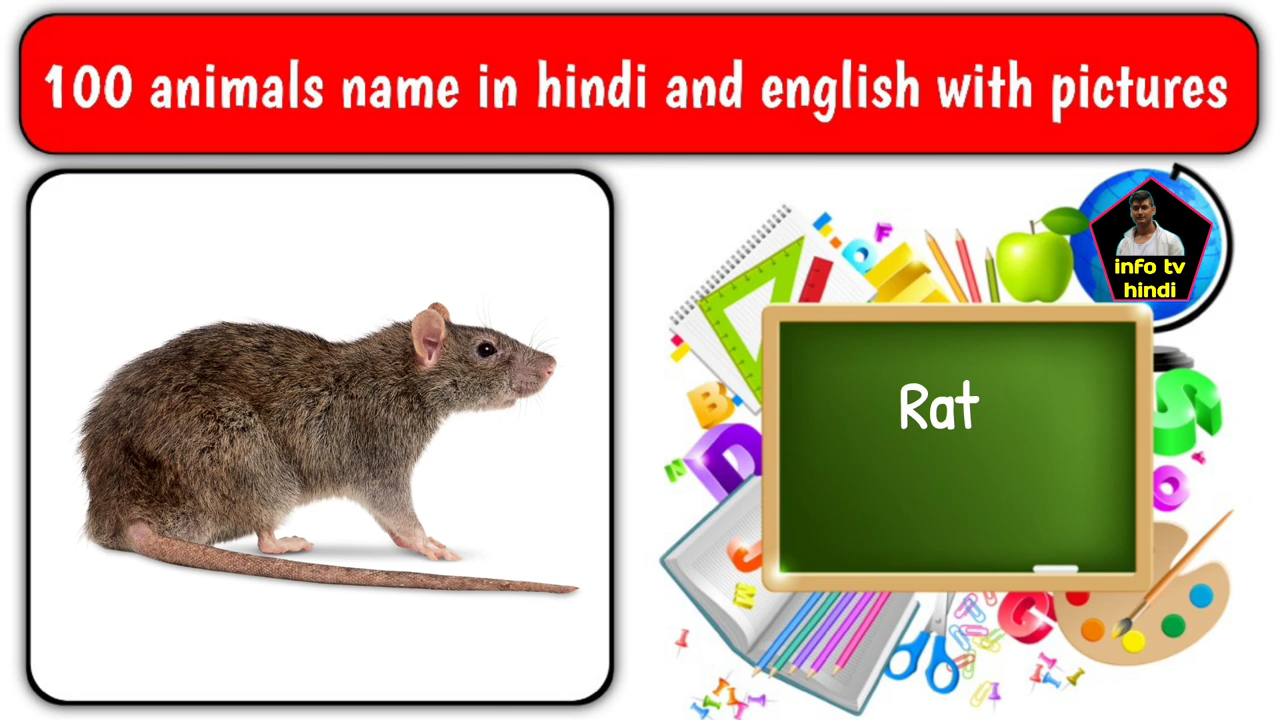 100 animals name in hindi and english with pictures
info tv
hindi
Rat